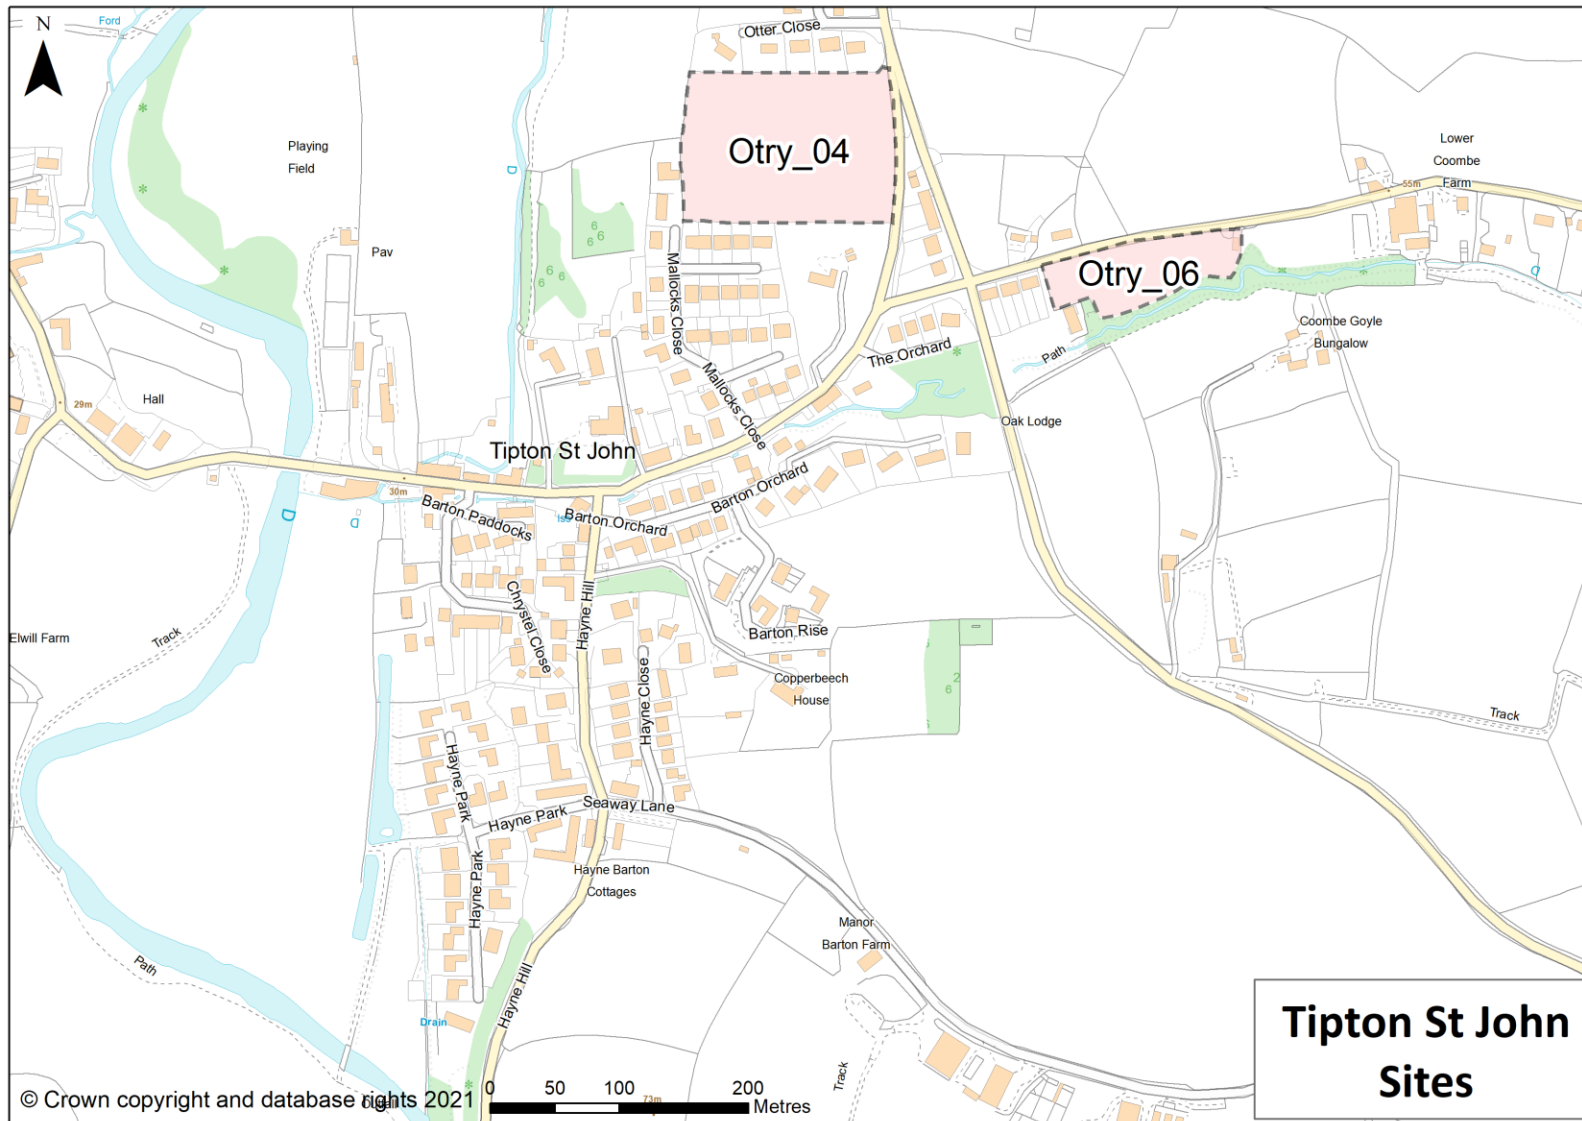 Ford
N
Otter Close
Playing
Field
Otry_04
Lower
Coombe
Farm
55m
D
Pav
Mallocks Close
Otry_06
D
Coombe Goyle
Bungalow
The Orchard
Path
Mallocks Close
Hall
29m
Oak Lodge
Tipton St John
30m
Barton Paddocks
Barton Orchard
Barton Orchard
D
D
Iss
Chrystel Close
Hayne Hill
Barton Rise
Elwill Farm
Track
Copperbeech
House
Hayne Close
Track
Hayne Park
Seaway Lane
Hayne Park
Hayne Park
Hayne Barton
Cottages
Manor
Barton Farm
Path
Hayne Hill
Drain
Track
73m
Tipton St John
Sites
© Crown copyright and database rights 2021
0 50 100 200
Metres